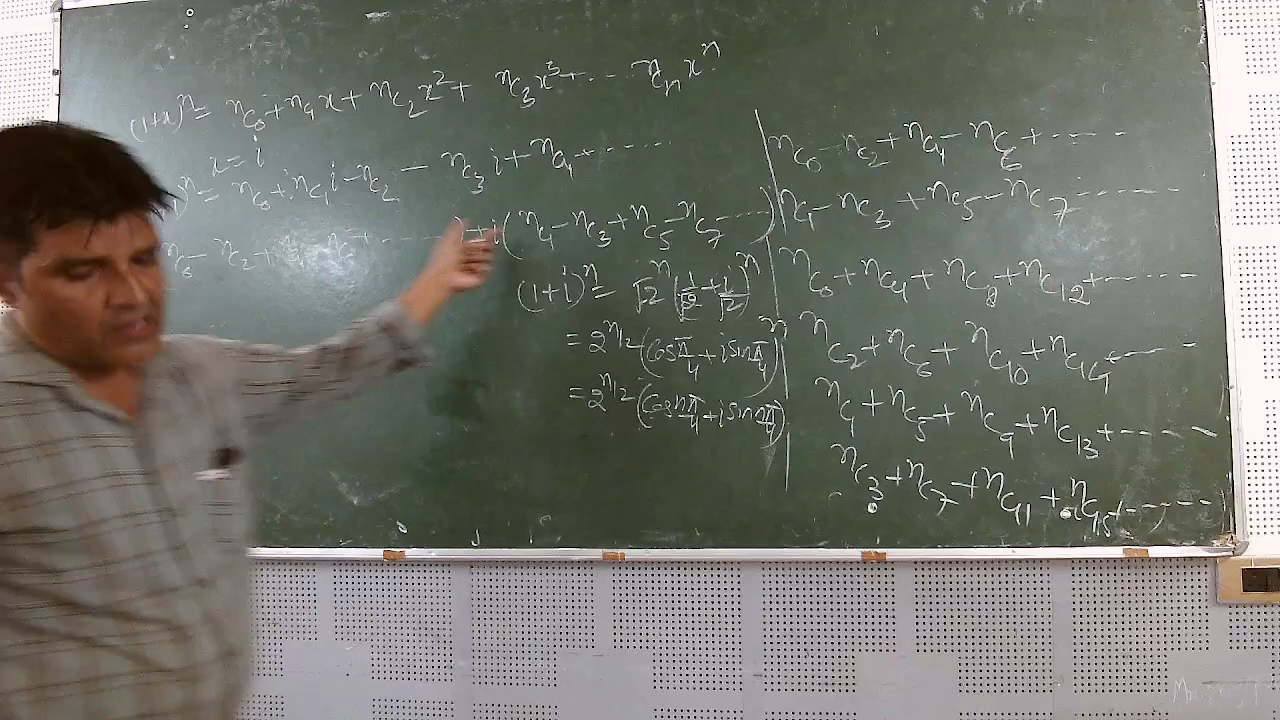 (1+x)ⁿ = ⁿC₀ + ⁿC₁x + ⁿC₂x² + ⁿC₃x³ + ---- ⁿCₙxⁿ
x = i
)ⁿ = ⁿC₀ + iⁿC₁ - ⁿC₂ - ⁿC₃i + ⁿC₄ + -----
ⁿC₀ - ⁿC₂ + ⁿC₄ - ⁿC₆ + ------ ) + i(ⁿC₁ - ⁿC₃ + ⁿC₅ - ⁿC₇ ----- )
(1+i)ⁿ = √2ⁿ(1/√2 + i/√2)ⁿ
= 2^(n/2)(Cos π/4 + i sin π/4)ⁿ
= 2^(n/2)(Cos nπ/4 + i sin nπ/4)
ⁿC₀ - ⁿC₂ + ⁿC₄ - ⁿC₆ + -----
ⁿC₁ - ⁿC₃ + ⁿC₅ - ⁿC₇ ------
ⁿC₀ + ⁿC₄ + ⁿC₈ + ⁿC₁₂ + -----
ⁿC₂ + ⁿC₆ + ⁿC₁₀ + ⁿC₁₄ + -----
ⁿC₁ + ⁿC₅ + ⁿC₉ + ⁿC₁₃ + -----
ⁿC₃ + ⁿC₇ + ⁿC₁₁ + ⁿC₁₅ + -----